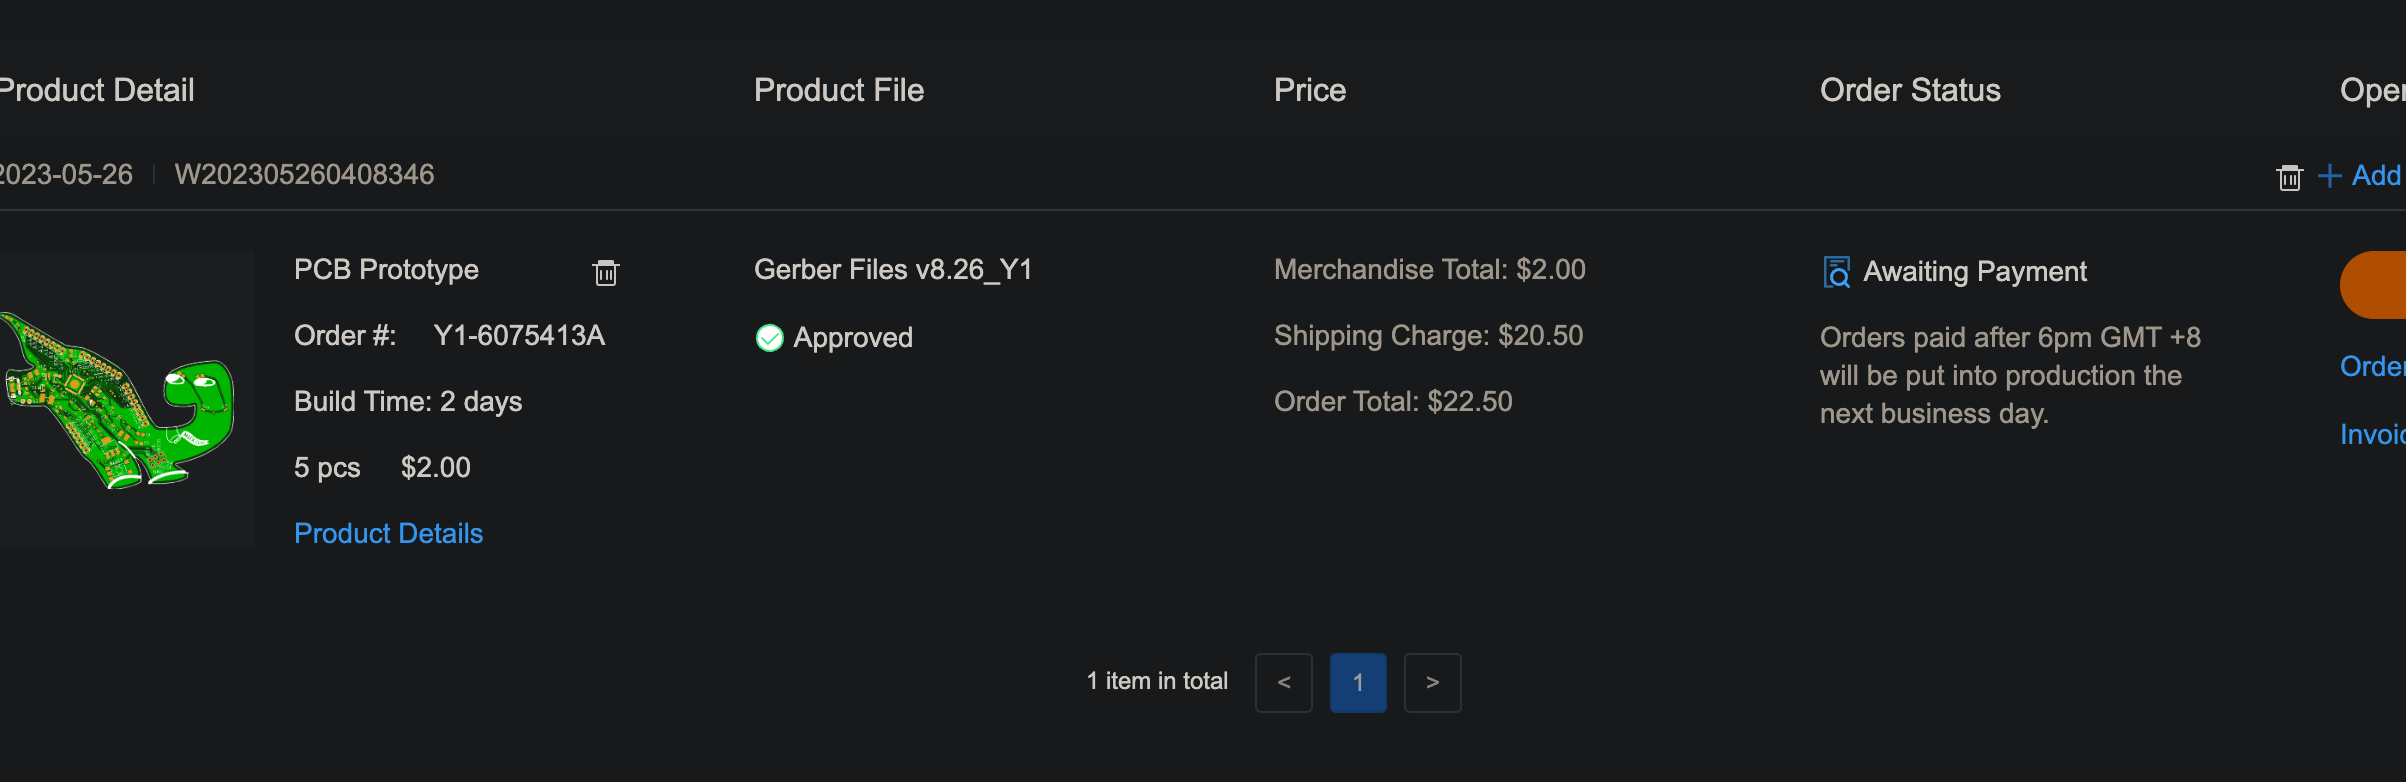 Product Detail
Product File
Price
Order Status
2023-05-26
W202305260408346
+ Add
PCB Prototype
Order #: Y1-6075413A
Build Time: 2 days
5 pcs $2.00
Product Details
Gerber Files v8.26_Y1
Approved
Merchandise Total: $2.00
Shipping Charge: $20.50
Order Total: $22.50
Awaiting Payment
Orders paid after 6pm GMT +8
will be put into production the
next business day.
Order
1 item in total
< 1 >